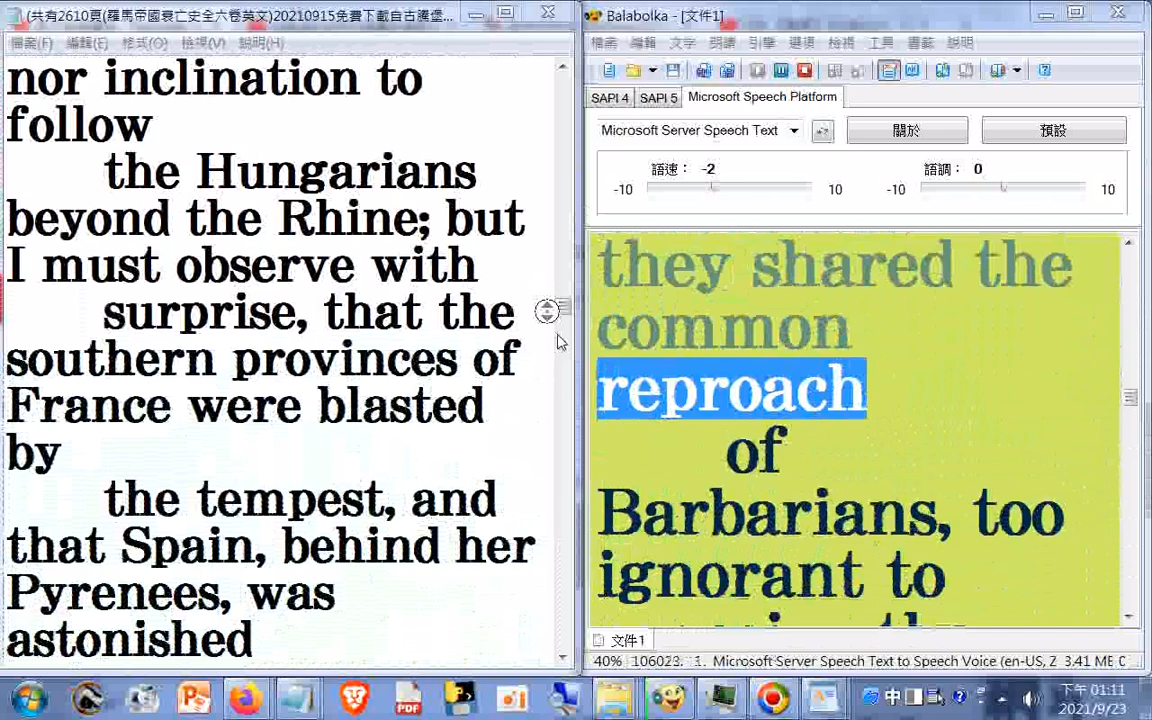 (共有2610頁(羅馬帝國衰亡史全六卷英文)20210915免費下載自古騰堡...
檔案(F) 編輯(E) 格式(O) 檢視(V) 說明(H)
nor inclination to
follow
the Hungarians
beyond the Rhine; but
I must observe with
surprise, that the
southern provinces of
France were blasted
by
the tempest, and
that Spain, behind her
Pyrenees, was
astonished
Balabolka - [文件1]
檔案 編輯 文字 朗讀 引擎 選項 檢視 工具 書籤 說明
SAPI 4 SAPI 5 Microsoft Speech Platform
Microsoft Server Speech Text 關於 預設
語速： -2 語調： 0
-10 10 -10 10
they shared the
common
reproach
of
Barbarians, too
ignorant to
文件1
40% 106023. 1. Microsoft Server Speech Text to Speech Voice (en-US, Z 3.41 MB
PDF 中 下午 01:11
2021/9/23